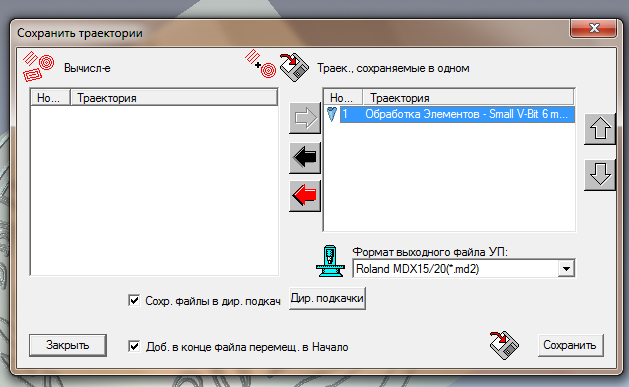 Сохранить траектории
Вычисл-е
Траек., сохраняемые в одном
Но... Траектория
Но... Траектория
1 Обработка Элементов - Small V-Bit 6 m...
Формат выходного файла УП:
Roland MDX15/20(*.md2)
Сохр. файлы в дир. подкач
Дир. подкачки
Закрыть
Доб. в конце файла перемещ. в Начало
Сохранить